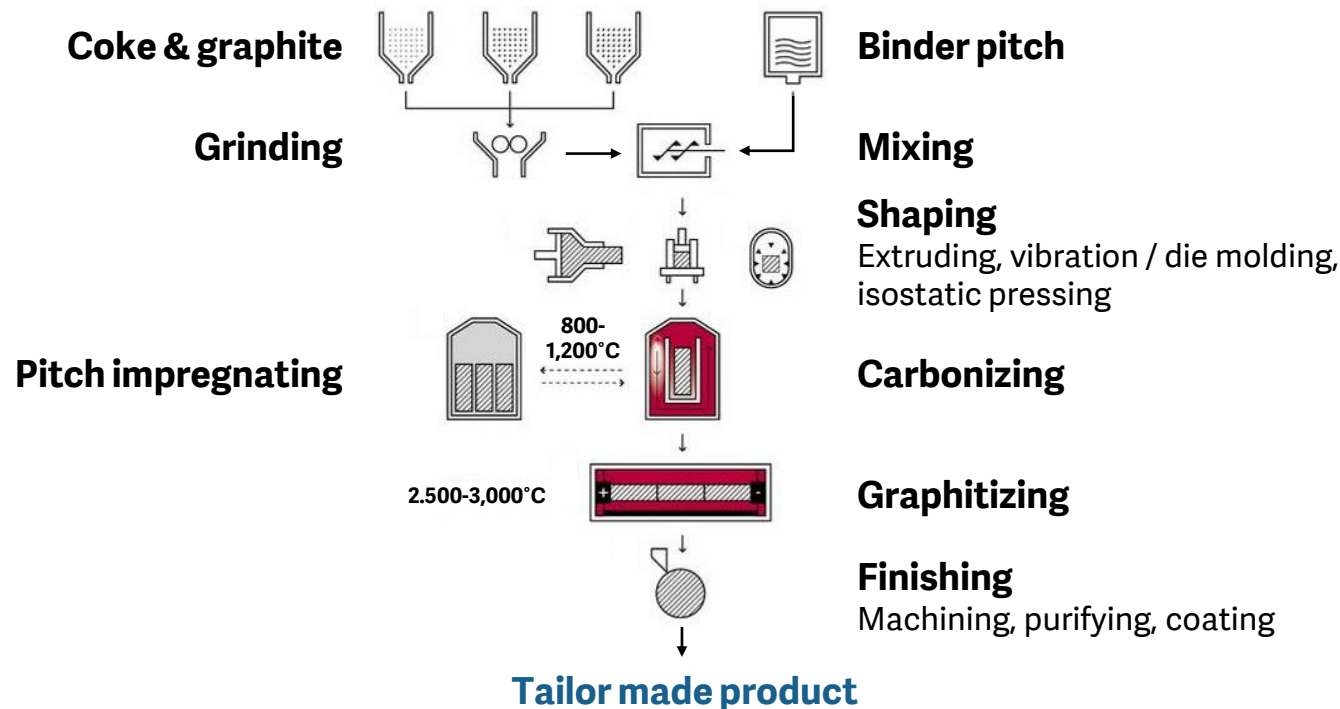 Coke & graphite
Binder pitch
Grinding
Mixing
Shaping
Extruding, vibration / die molding,
isostatic pressing
800-
1,200°C
Pitch impregnating
Carbonizing
2.500-3,000°C
+
-
Graphitizing
Finishing
Machining, purifying, coating
Tailor made product